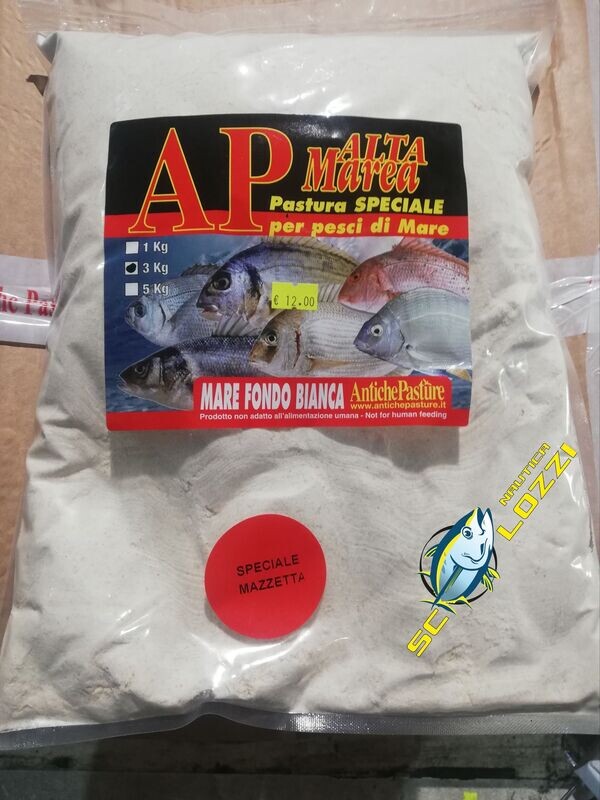 AP ALTA
Marea
Pastura SPECIALE
per pesci di Mare
1 Kg
3 Kg
5 Kg
€ 12.00
MARE FONDO BIANCA AntichePasture
www.antichepasture.it
Prodotto non adatto all'alimentazione umana - Not for human feeding
SPECIALE
MAZZETTA
NAUTICA
LOZZI
SC